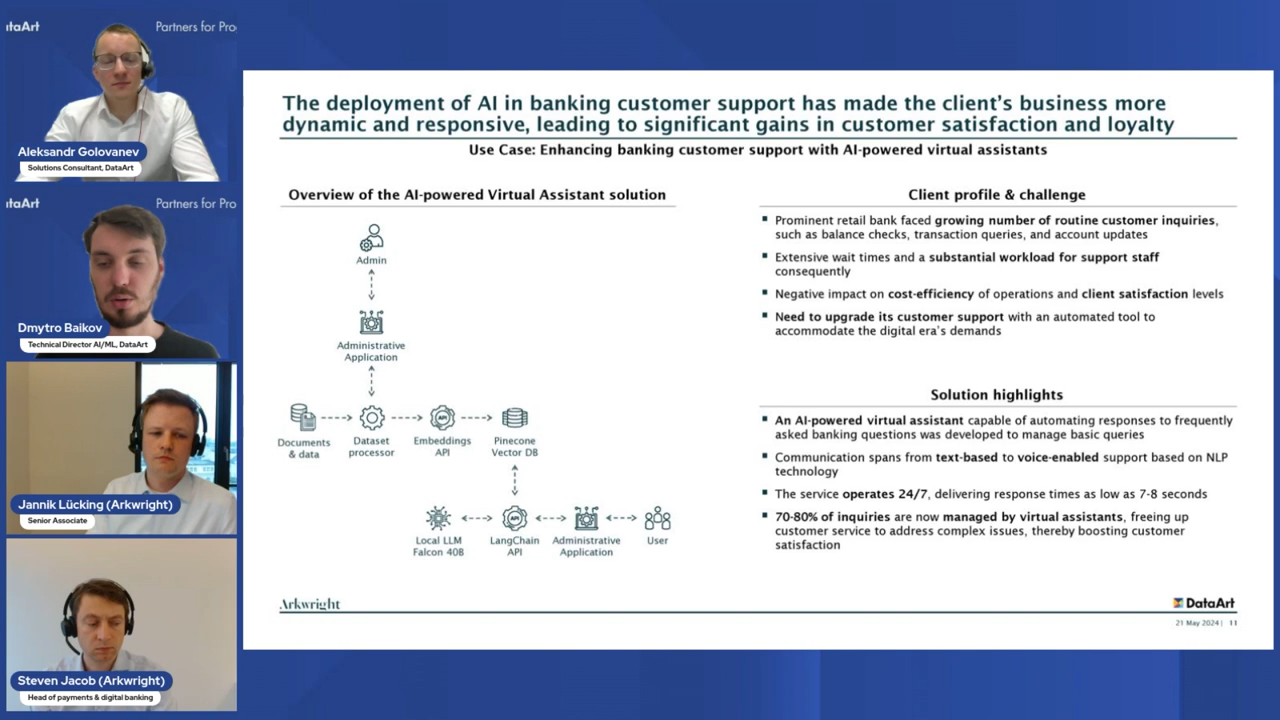 itaArt
Partners for Pro
Aleksandr Golovanev
Solutions Consultant, DataArt
itaArt
Partners for Pro
Dmytro Baikov
Technical Director AI/ML, DataArt
Jannik Lücking (Arkwright)
Senior Associate
Steven Jacob (Arkwright)
Head of payments & digital banking
The deployment of AI in banking customer support has made the client's business more
dynamic and responsive, leading to significant gains in customer satisfaction and loyalty
Use Case: Enhancing banking customer support with AI-powered virtual assistants
Overview of the AI-powered Virtual Assistant solution
Admin
Administrative
Application
Documents
& data
Dataset
processor
API
Embeddings
API
Pinecone
Vector DB
Local LLM
Falcon 40B
API
LangChain
API
Administrative
Application
User
Client profile & challenge
Prominent retail bank faced growing number of routine customer inquiries,
such as balance checks, transaction queries, and account updates
Extensive wait times and a substantial workload for support staff
consequently
Negative impact on cost-efficiency of operations and client satisfaction levels
Need to upgrade its customer support with an automated tool to
accommodate the digital era's demands
Solution highlights
An AI-powered virtual assistant capable of automating responses to frequently
asked banking questions was developed to manage basic queries
Communication spans from text-based to voice-enabled support based on NLP
technology
The service operates 24/7, delivering response times as low as 7-8 seconds
70-80% of inquiries are now managed by virtual assistants, freeing up
customer service to address complex issues, thereby boosting customer
satisfaction
Arkwright
DataArt
21 May 2024 | 11